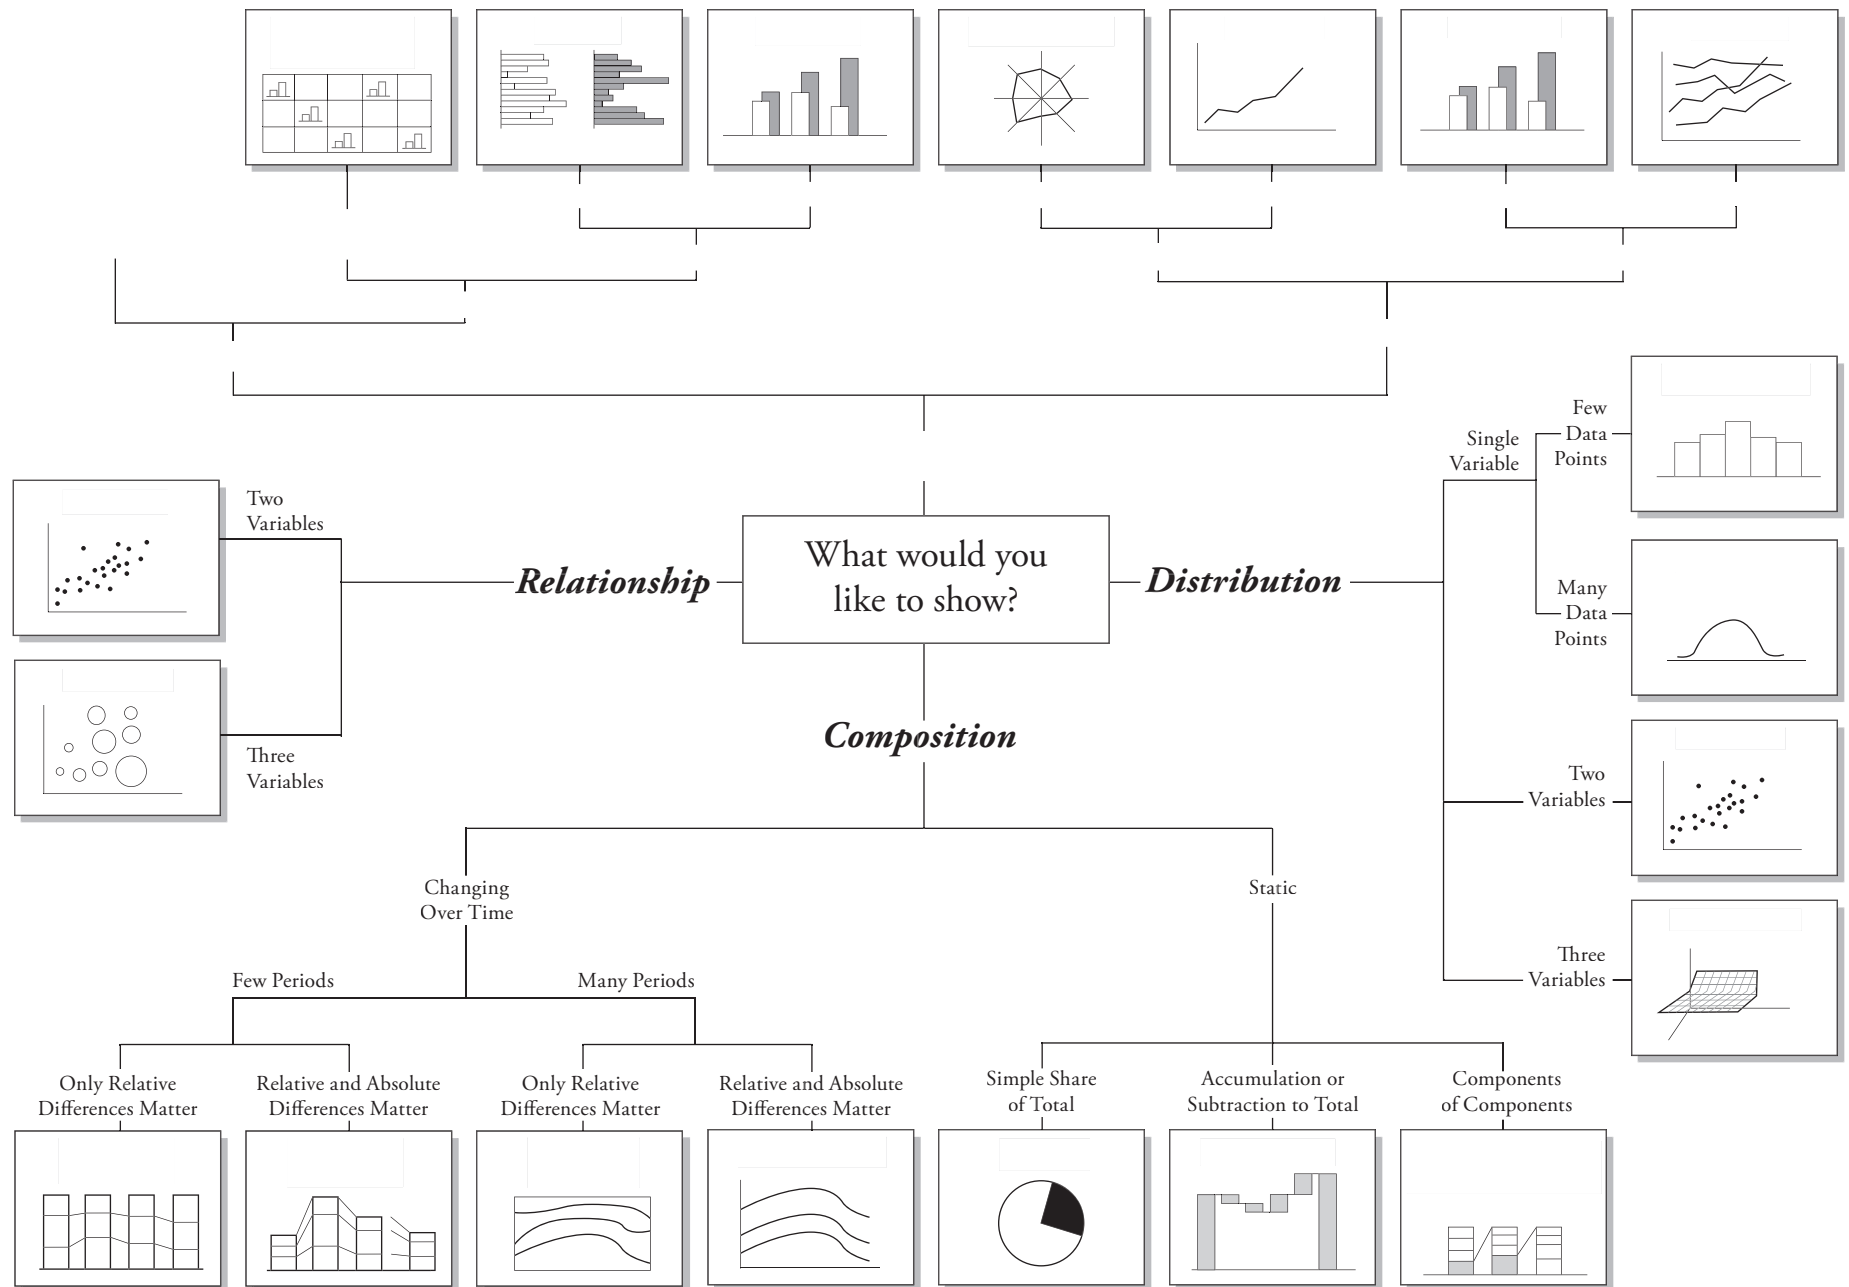 Few
Data
Points
Single
Variable
Two
Variables
What would you
like to show?
Relationship
Distribution
Many
Data
Points
Composition
Three
Variables
Two
Variables
Changing
Over Time
Static
Three
Variables
Few Periods
Many Periods
Only Relative
Differences Matter
Relative and Absolute
Differences Matter
Only Relative
Differences Matter
Relative and Absolute
Differences Matter
Simple Share
of Total
Accumulation or
Subtraction to Total
Components
of Components